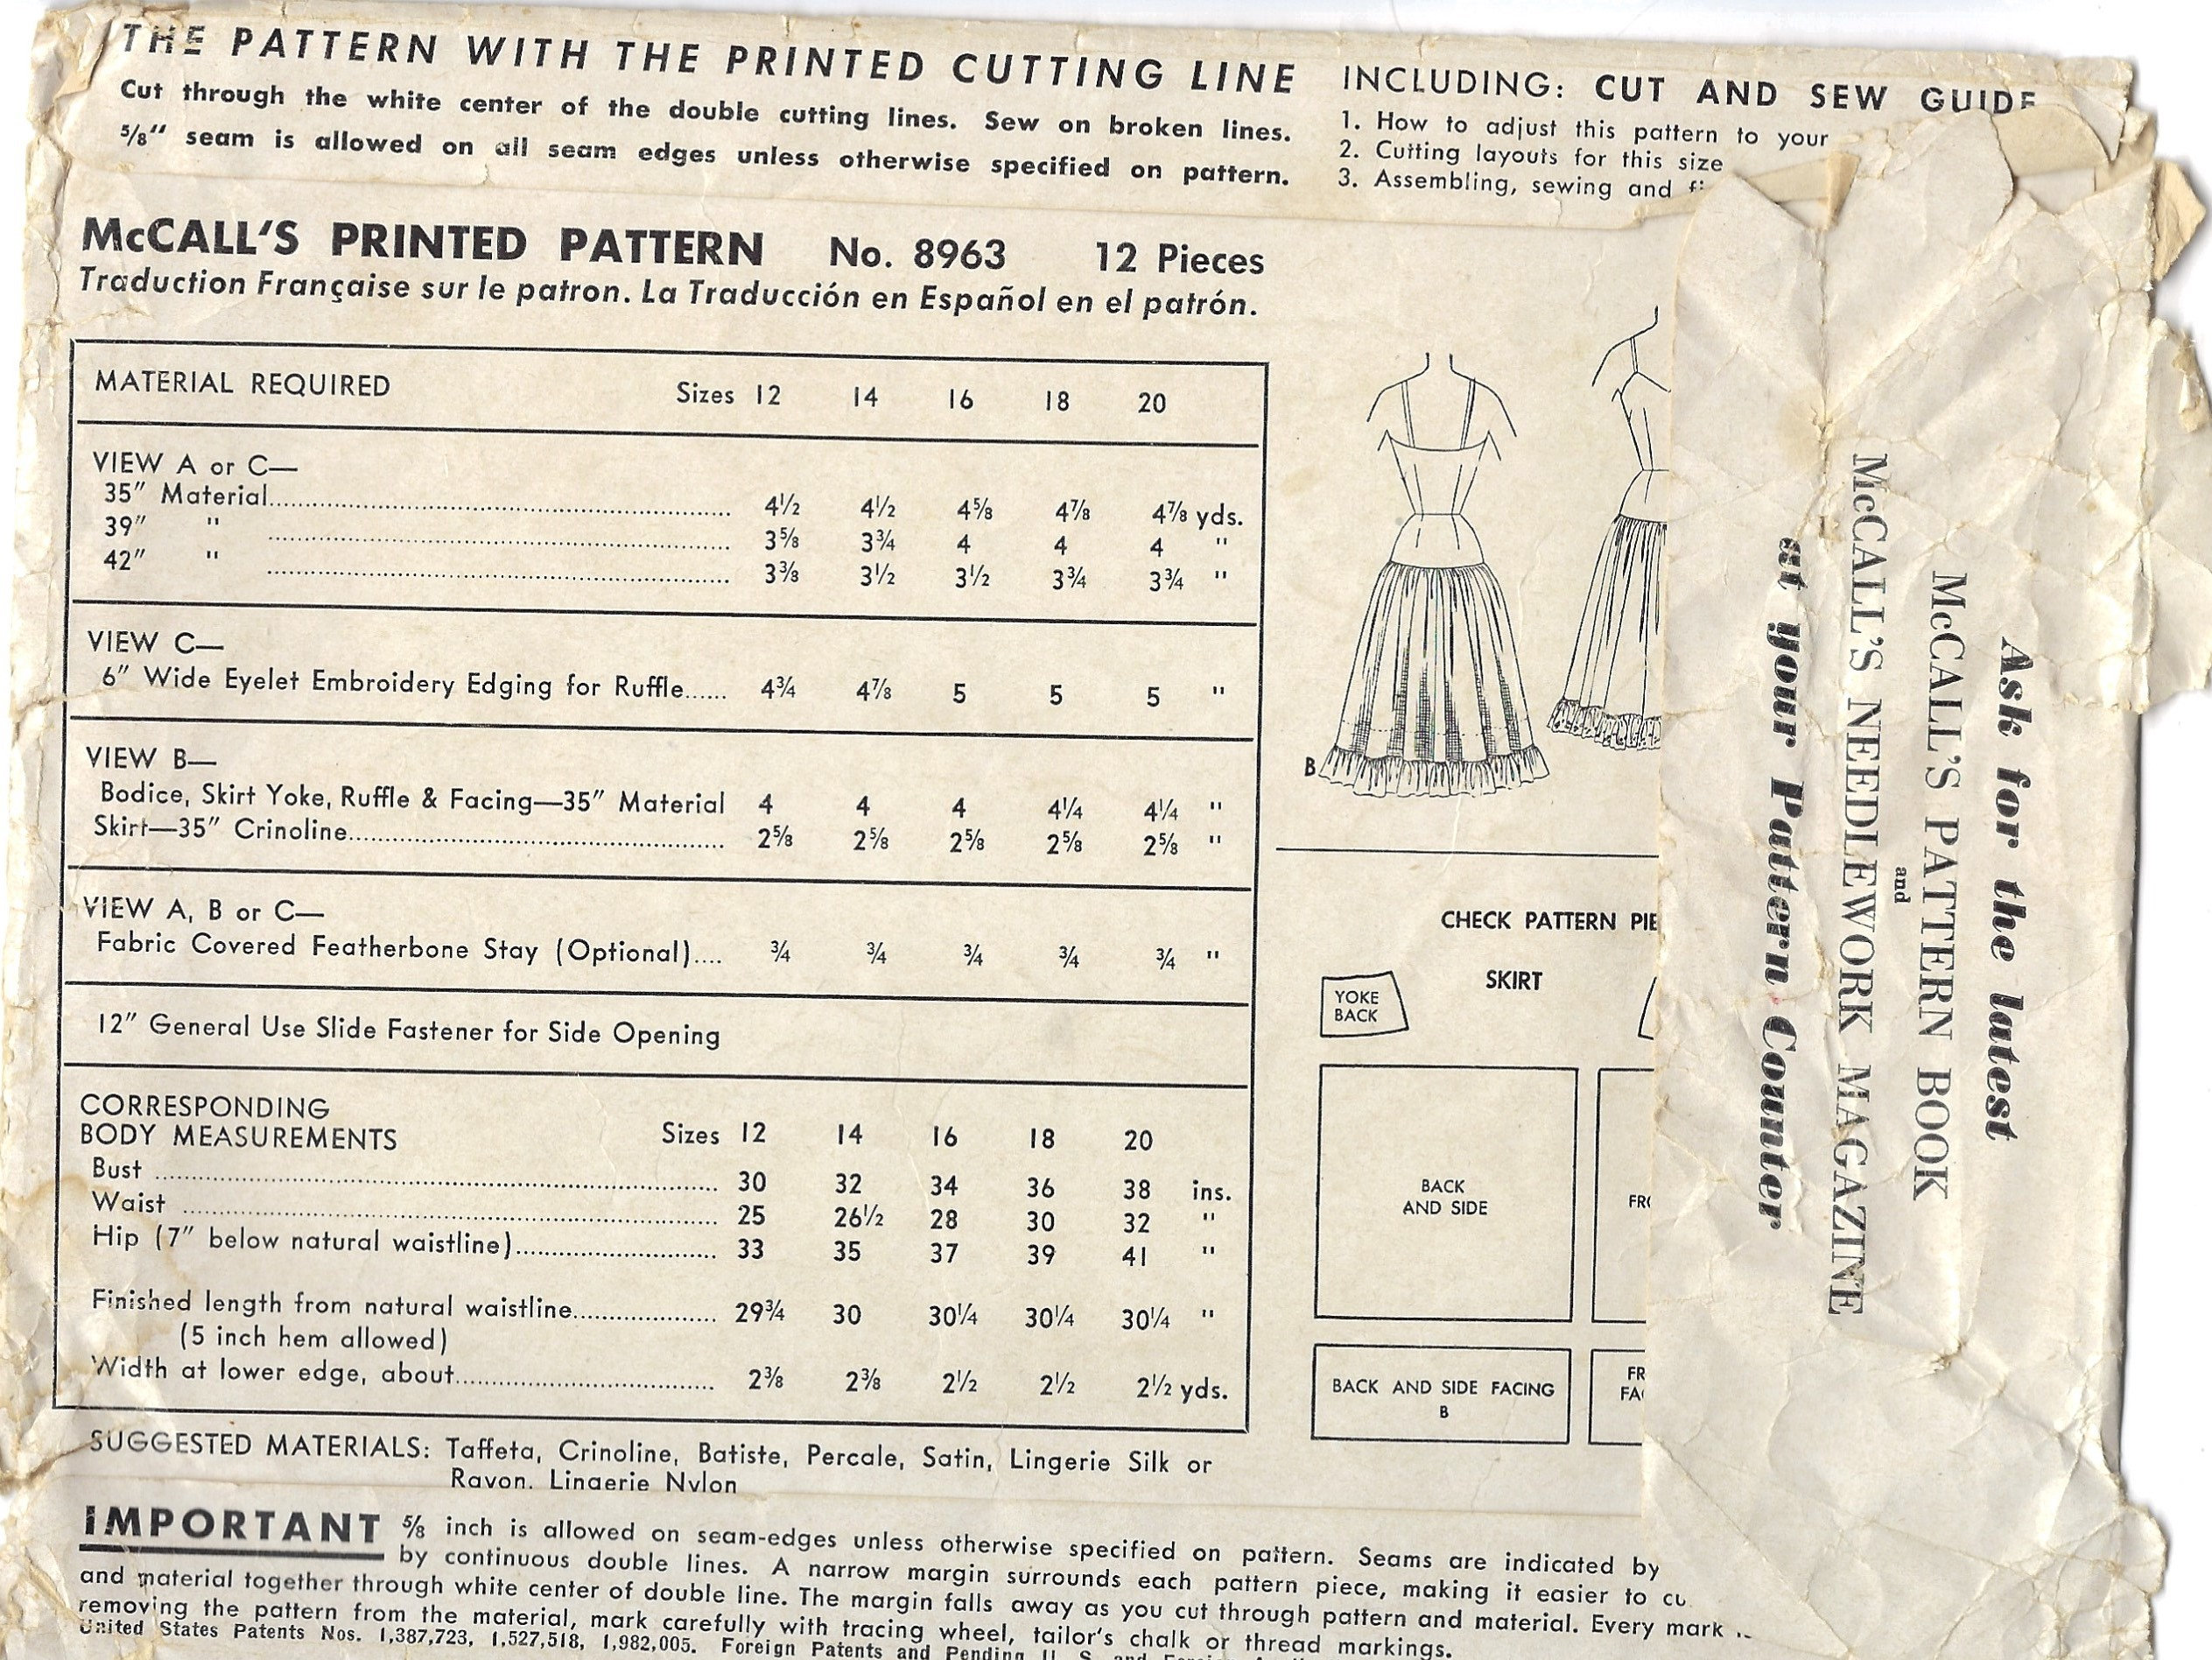 THE PATTERN WITH THE PRINTED CUTTING LINE
Cut through the white center of the double cutting lines. Sew on broken lines.
5/8" seam is allowed on all seam edges unless otherwise specified on pattern.
INCLUDING: CUT AND SEW GUIDE
1. How to adjust this pattern to your
2. Cutting layouts for this size
3. Assembling, sewing and
McCALL'S PRINTED PATTERN No. 8963 12 Pieces
Traduction Française sur le patron. La Traducción en Español en el patrón.
MATERIAL REQUIRED Sizes 12 14 16 18 20
VIEW A or C—
35" Material 4½ 4½ 4⅝ 4⅞ 4⅞ yds.
39" " 3⅝ 3¾ 4 4 4 "
42" " 3⅜ 3½ 3½ 3¾ 3¾ "
VIEW C—
6" Wide Eyelet Embroidery Edging for Ruffle...... 4¾ 4⅞ 5 5 5 "
VIEW B—
Bodice, Skirt Yoke, Ruffle & Facing—35" Material 4 4 4 4¼ 4¼ "
Skirt—35" Crinoline 2⅝ 2⅝ 2⅝ 2⅝ 2⅝ "
VIEW A, B or C—
Fabric Covered Featherbone Stay (Optional).... ¾ ¾ ¾ ¾ ¾ "
12" General Use Slide Fastener for Side Opening
CORRESPONDING
BODY MEASUREMENTS Sizes 12 14 16 18 20
Bust 30 32 34 36 38 ins.
Waist 25 26½ 28 30 32 "
Hip (7" below natural waistline) 33 35 37 39 41 "
Finished length from natural waistline 29¾ 30 30¼ 30¼ 30¼ "
(5 inch hem allowed)
Width at lower edge, about 2⅜ 2⅜ 2½ 2½ 2½ yds.
SUGGESTED MATERIALS: Taffeta, Crinoline, Batiste, Percale, Satin, Lingerie Silk or
Rayon, Lingerie Nylon
B
CHECK PATTERN
SKIRT
YOKE
BACK
BACK
AND SIDE
BACK AND SIDE FACING
B
Ask for the latest
McCALL'S PATTERN BOOK
and
McCALL'S NEEDLEWORK MAGAZINE
at your Pattern Counter
IMPORTANT 5/8 inch is allowed on seam-edges unless otherwise specified on pattern. Seams are indicated by
by continuous double lines. A narrow margin surrounds each pattern piece, making it easier to
and material together through white center of double line. The margin falls away as you cut through pattern and material. Every mark
removing the pattern from the material, mark carefully with tracing wheel, tailor's chalk or thread markings.
United States Patents Nos. 1,387,723, 1,527,518, 1,982,005. Foreign Patents and Pending U. S. and